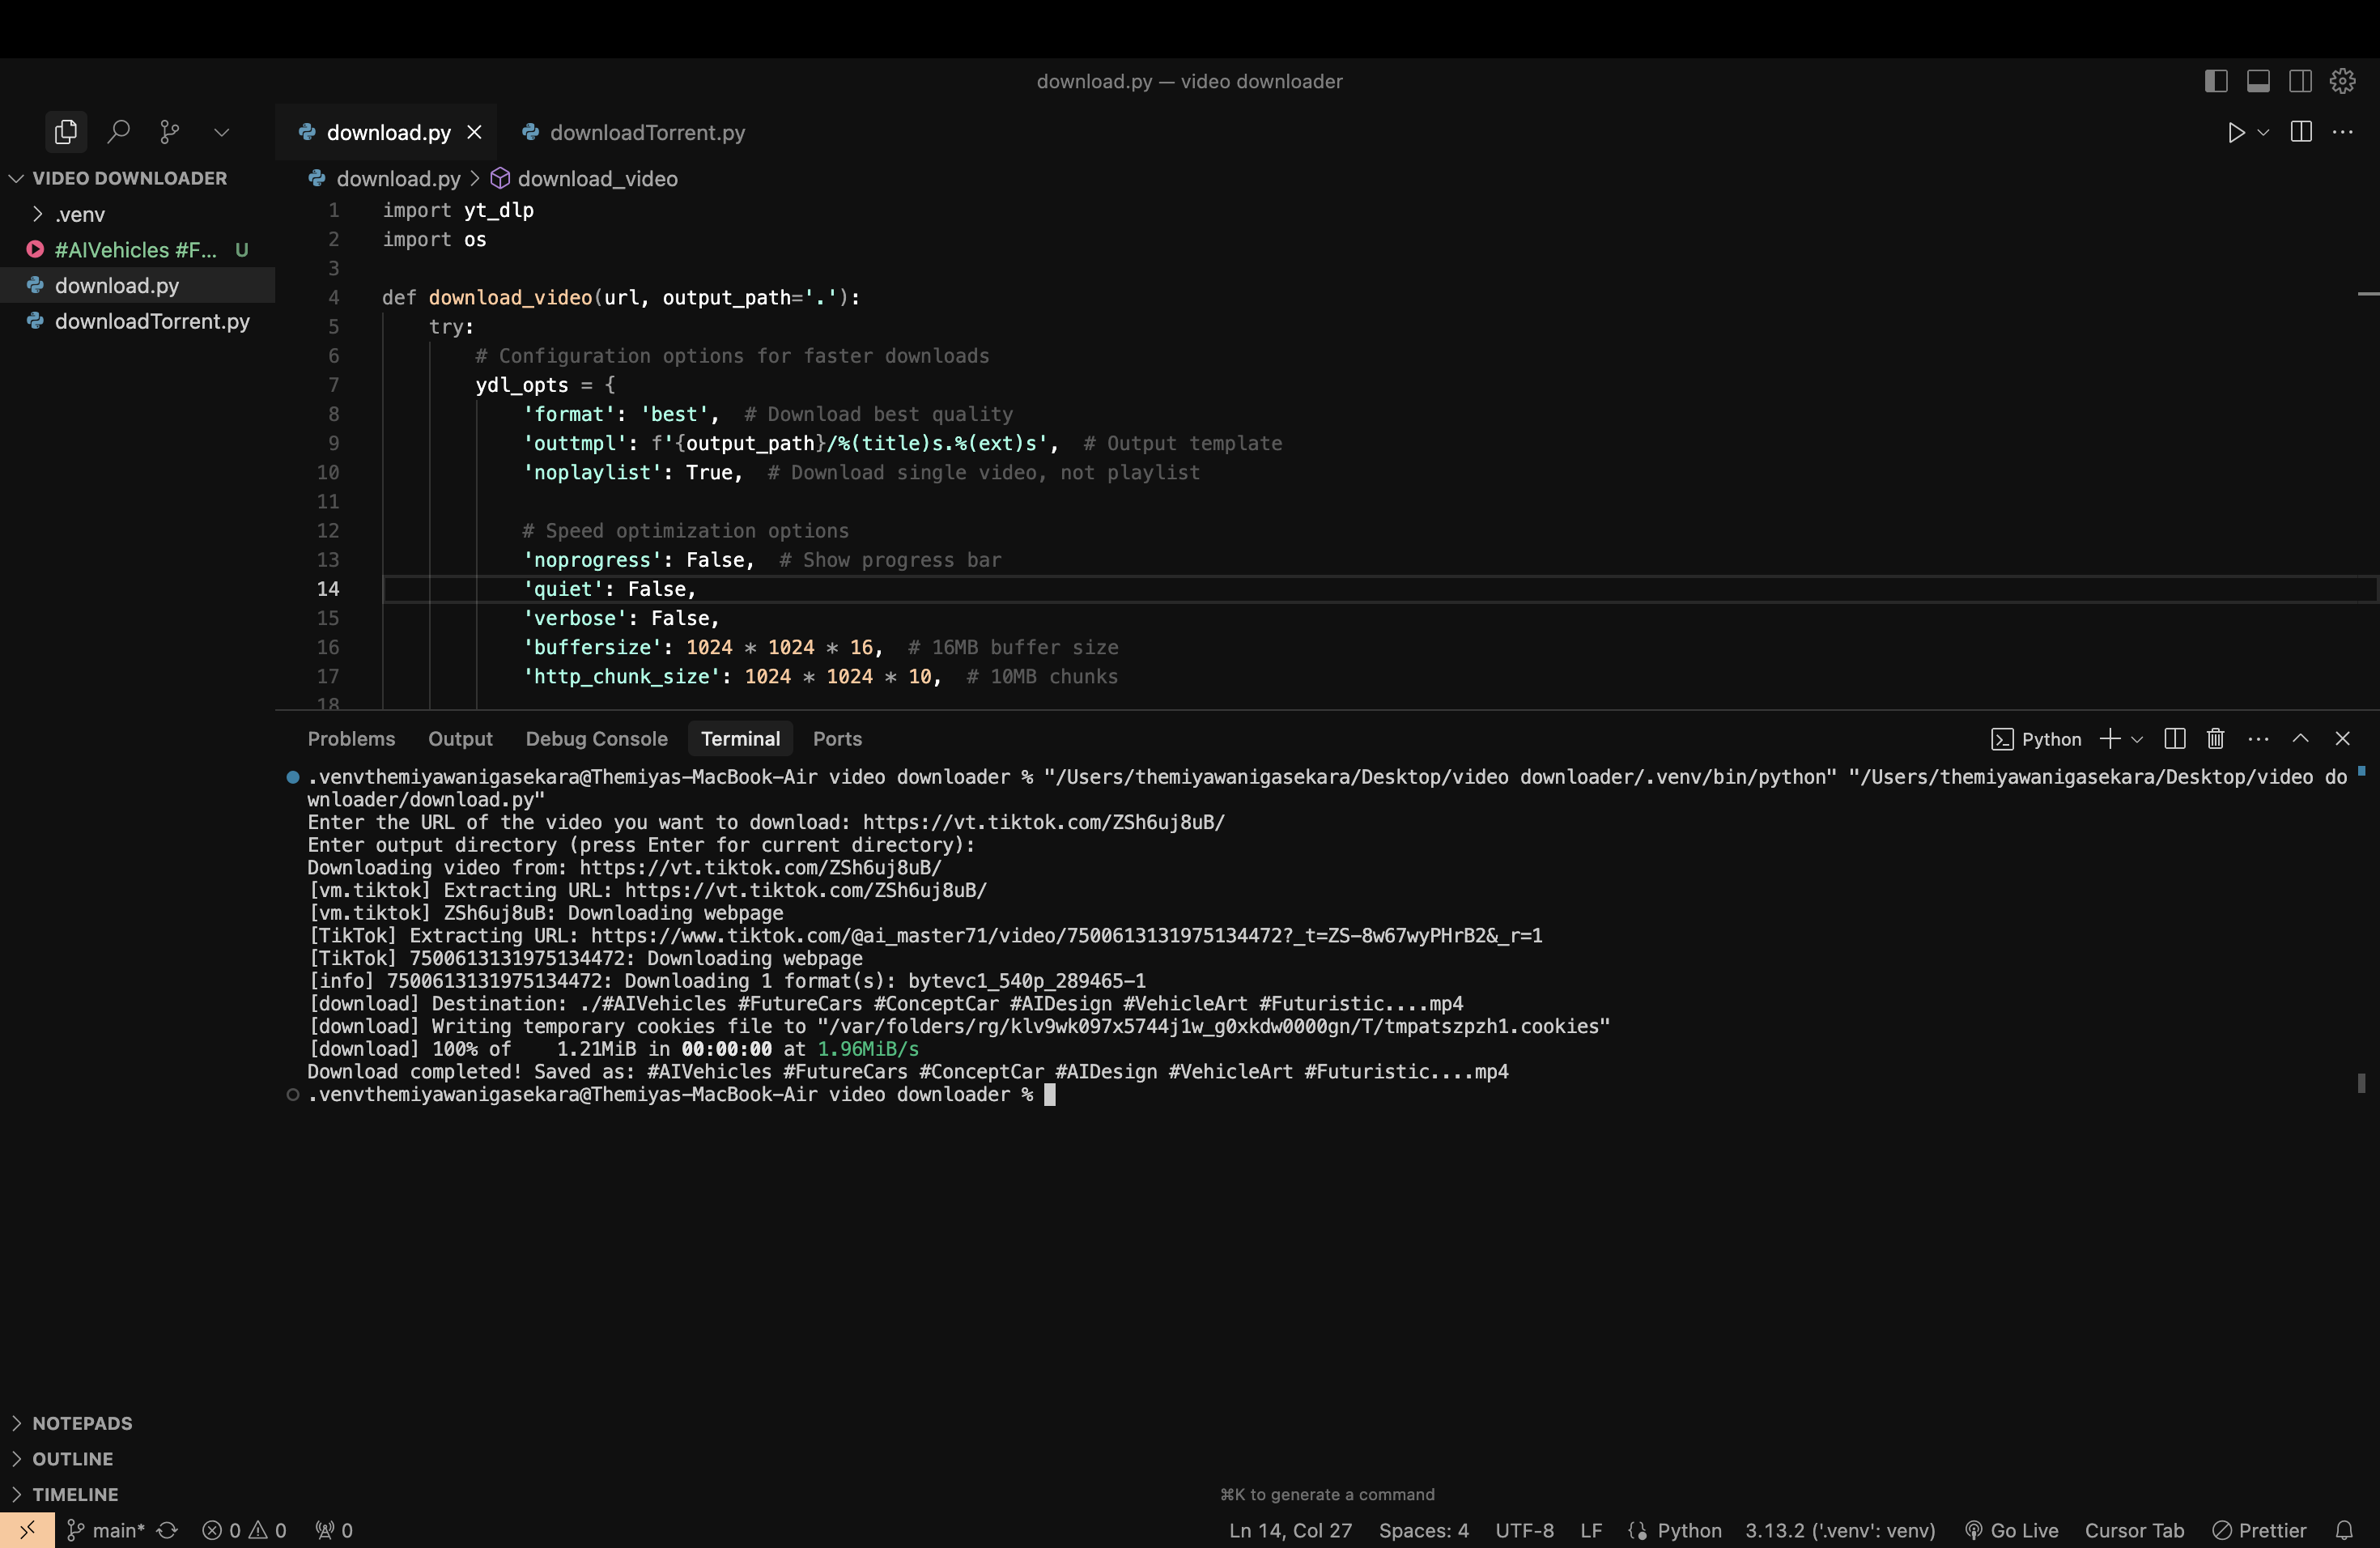 download.py — video downloader
download.py
downloadTorrent.py
VIDEO DOWNLOADER
.venv
#AIVehicles #F... U
download.py
downloadTorrent.py
download.py > download_video
1 import yt_dlp
2 import os
3
4 def download_video(url, output_path='.'):
5 try:
6 # Configuration options for faster downloads
7 ydl_opts = {
8 'format': 'best', # Download best quality
9 'outtmpl': f'{output_path}/%(title)s.%(ext)s', # Output template
10 'noplaylist': True, # Download single video, not playlist
11
12 # Speed optimization options
13 'noprogress': False, # Show progress bar
14 'quiet': False,
15 'verbose': False,
16 'buffersize': 1024 * 1024 * 16, # 16MB buffer size
17 'http_chunk_size': 1024 * 1024 * 10, # 10MB chunks
18
Problems Output Debug Console Terminal Ports
Python
.venvthemiyawanigasekara@Themiyas-MacBook-Air video downloader % "/Users/themiyawanigasekara/Desktop/video downloader/.venv/bin/python" "/Users/themiyawanigasekara/Desktop/video do
wnloader/download.py"
Enter the URL of the video you want to download: https://vt.tiktok.com/ZSh6uj8uB/
Enter output directory (press Enter for current directory):
Downloading video from: https://vt.tiktok.com/ZSh6uj8uB/
[vm.tiktok] Extracting URL: https://vt.tiktok.com/ZSh6uj8uB/
[vm.tiktok] ZSh6uj8uB: Downloading webpage
[TikTok] Extracting URL: https://www.tiktok.com/@ai_master71/video/7500613131975134472?_t=ZS-8w67wyPHrB2&_r=1
[TikTok] 7500613131975134472: Downloading webpage
[info] 7500613131975134472: Downloading 1 format(s): bytevc1_540p_289465-1
[download] Destination: ./#AIVehicles #FutureCars #ConceptCar #AIDesign #VehicleArt #Futuristic....mp4
[download] Writing temporary cookies file to "/var/folders/rg/klv9wk097x5744j1w_g0xkdw0000gn/T/tmpatszpzh1.cookies"
[download] 100% of 1.21MiB in 00:00:00 at 1.96MiB/s
Download completed! Saved as: #AIVehicles #FutureCars #ConceptCar #AIDesign #VehicleArt #Futuristic....mp4
.venvthemiyawanigasekara@Themiyas-MacBook-Air video downloader %
NOTEPADS
OUTLINE
TIMELINE
⌘K to generate a command
main* 0 0 0 Ln 14, Col 27 Spaces: 4 UTF-8 LF Python 3.13.2 ('.venv': venv) Go Live Cursor Tab Prettier